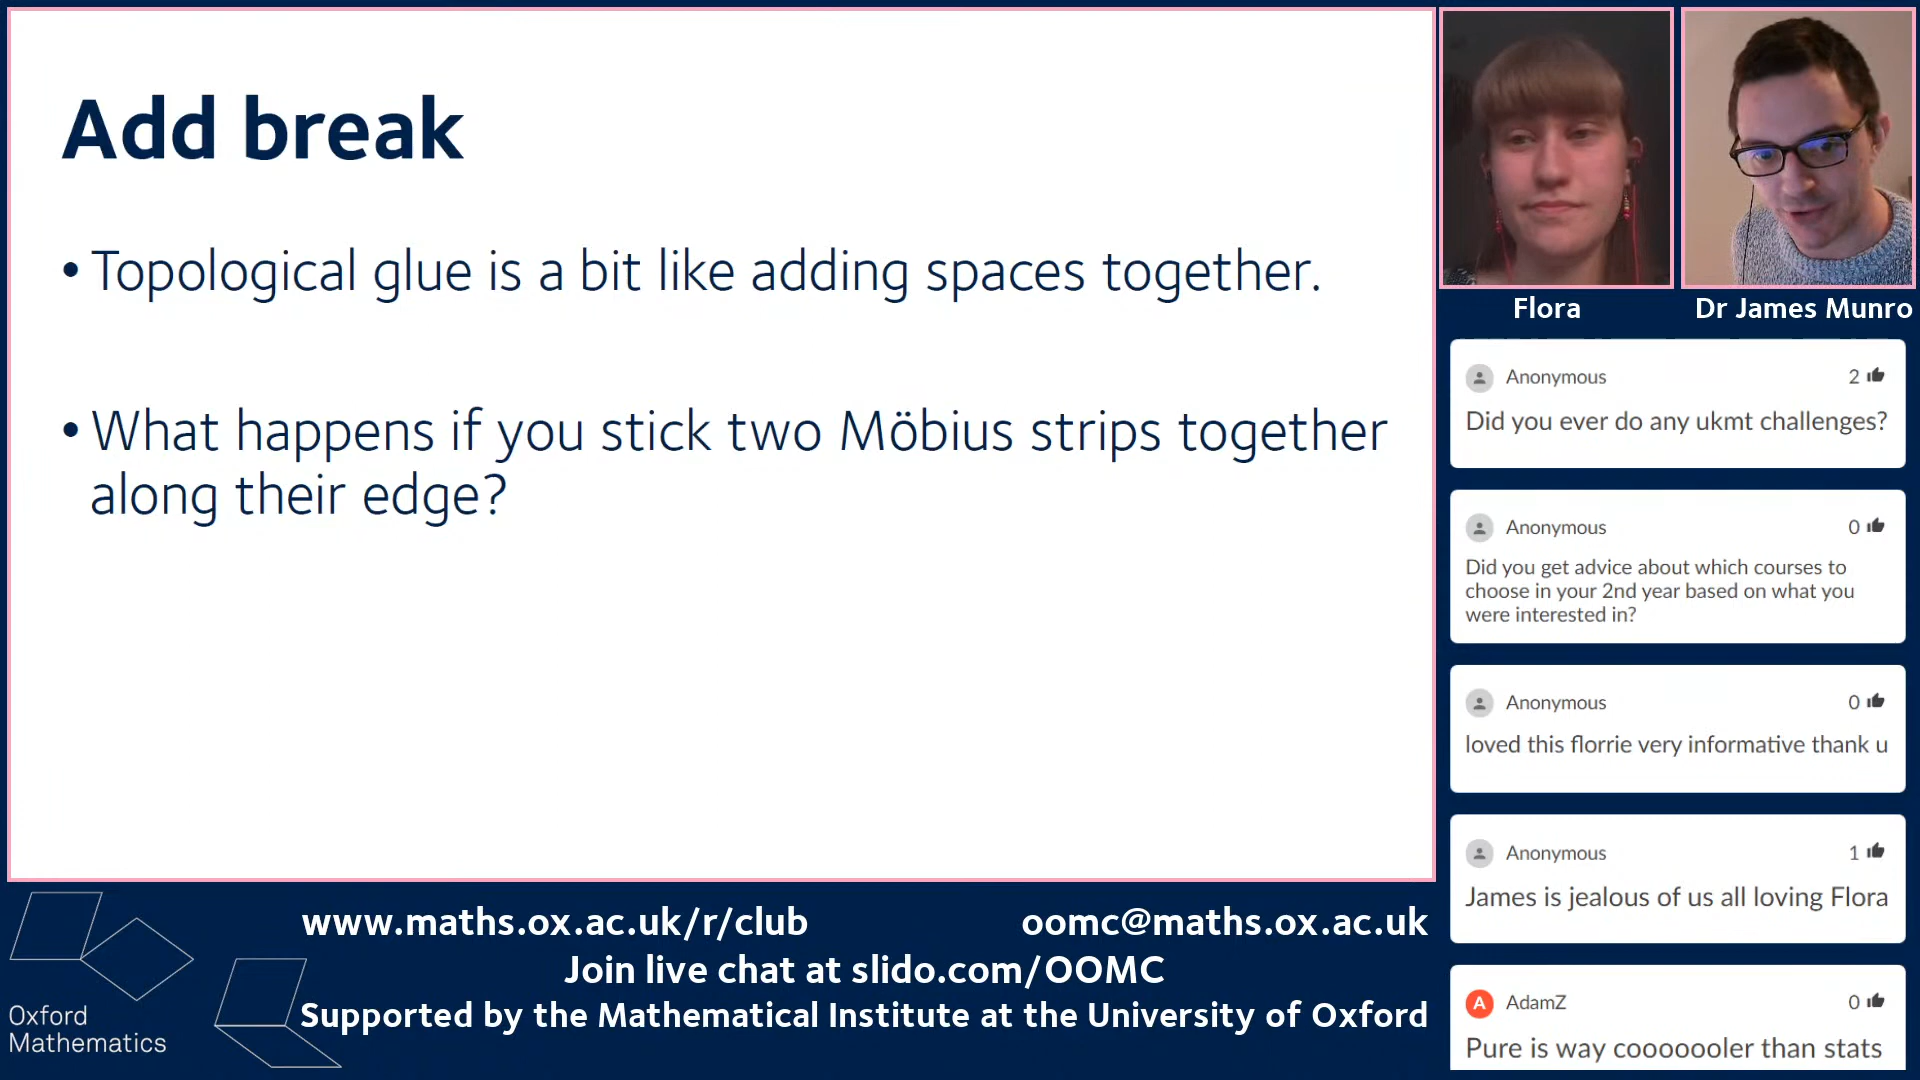 Add break
• Topological glue is a bit like adding spaces together.
• What happens if you stick two Möbius strips together
along their edge?
Flora
Dr James Munro
Anonymous
2
Did you ever do any ukmt challenges?
Anonymous
0
Did you get advice about which courses to
choose in your 2nd year based on what you
were interested in?
Anonymous
0
loved this florrie very informative thank u
Anonymous
1
James is jealous of us all loving Flora
A
AdamZ
0
Pure is way cooooooler than stats
Oxford
Mathematics
www.maths.ox.ac.uk/r/club
oomc@maths.ox.ac.uk
Join live chat at slido.com/OOMC
Supported by the Mathematical Institute at the University of Oxford